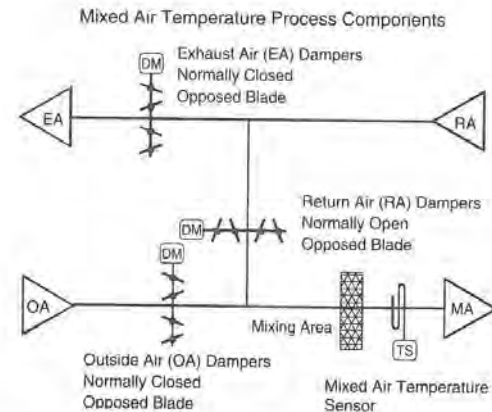 Mixed Air Temperature Process Components
Exhaust Air (EA) Dampers
DM
Normally Closed
Opposed Blade
EA
RA
Return Air (RA) Dampers
DM
Normally Open
Opposed Blade
DM
OA
MA
Mixing Area
TS
Outside Air (OA) Dampers
Normally Closed
Opposed Blade
Mixed Air Temperature
Sensor